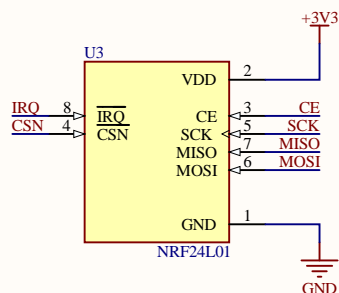 +3V3
U3
VDD 2
IRQ 8 IRQ CE 3 CE
CSN 4 CSN SCK 5 SCK
MISO 7 MISO
MOSI 6 MOSI
GND 1
NRF24L01
GND